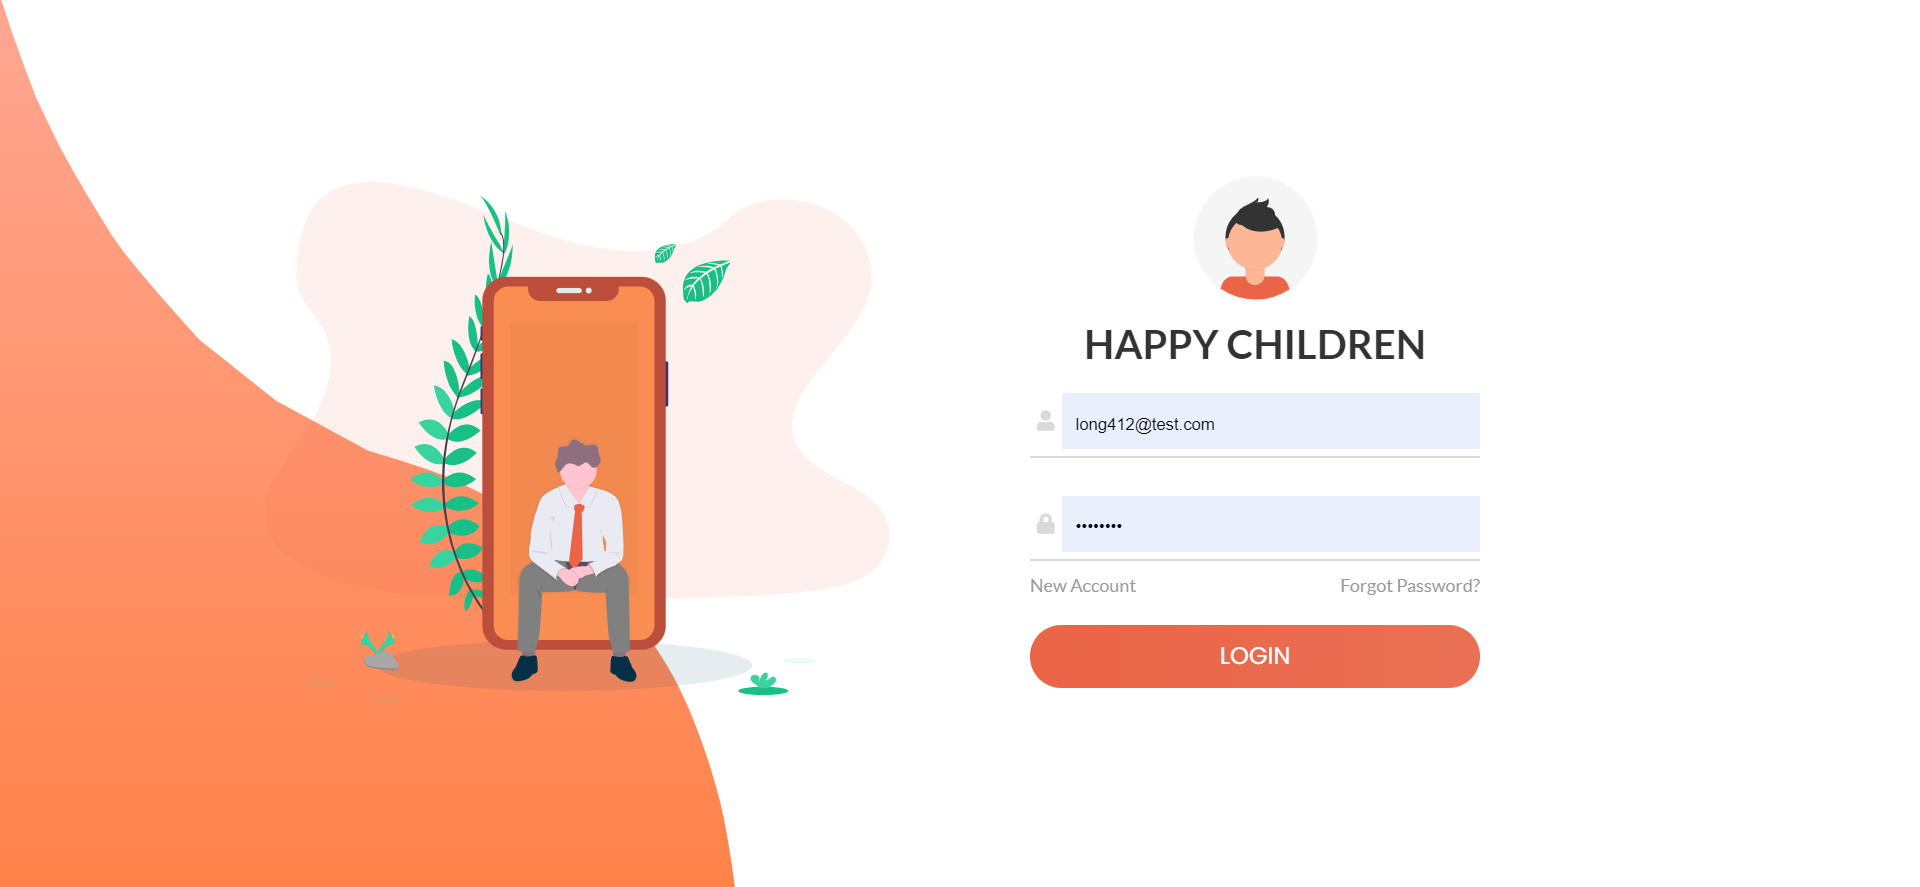 HAPPY CHILDREN
long412@test.com
••••••••
New Account Forgot Password?
LOGIN